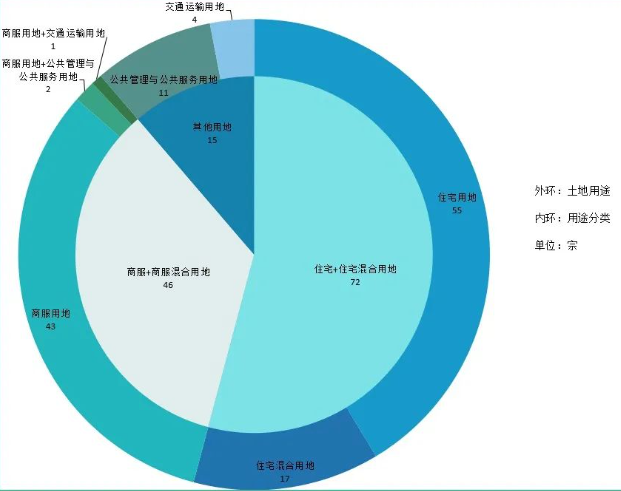 交通运输用地
4
商服用地+交通运输用地
1
商服用地+公共管理与
公共服务用地
2
公共管理与公共服务用地
11
其他用地
15
住宅用地
55
外环：土地用途
内环：用途分类
单位：宗
住宅+住宅混合用地
72
商服+商服混合用地
46
商服用地
43
住宅混合用地
17